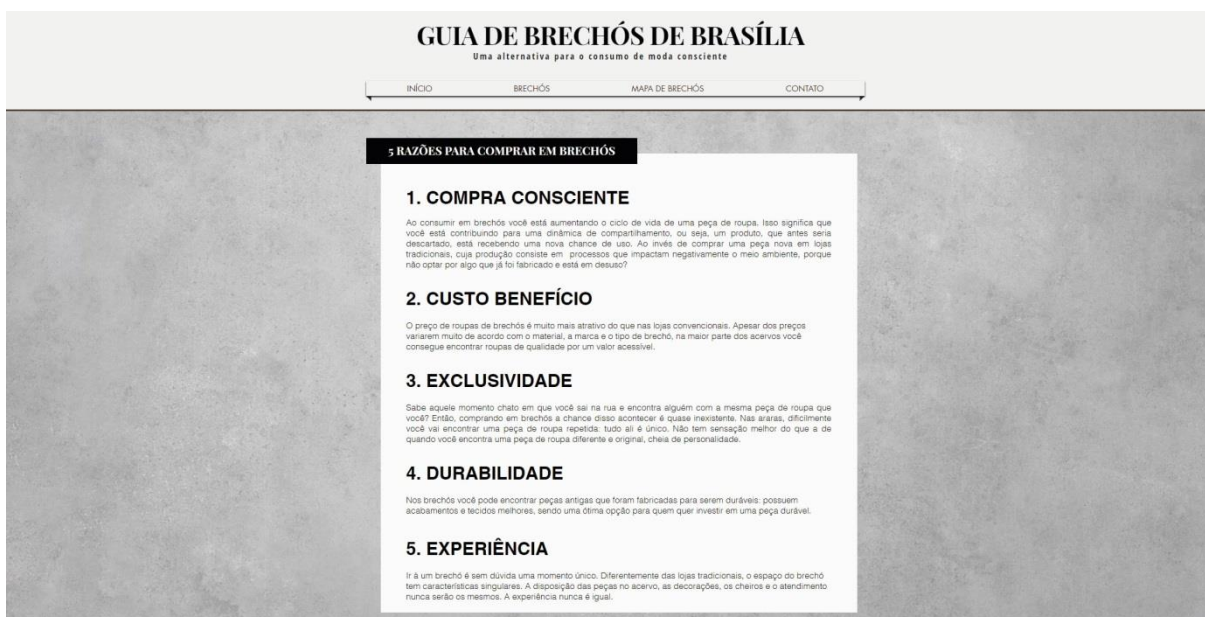 GUIA DE BRECHÓS DE BRASÍLIA
Uma alternativa para o consumo de moda consciente
INÍCIO BRECHÓS MAPA DE BRECHÓS CONTATO
5 RAZÕES PARA COMPRAR EM BRECHÓS
1. COMPRA CONSCIENTE
Ao consumir em brechós você está aumentando o ciclo de vida de uma peça de roupa. Isso significa que
você está contribuindo para uma dinâmica de compartilhamento, ou seja, um produto, que antes seria
descartado, está recebendo uma nova chance de uso. Ao invés de comprar uma peça nova em lojas
tradicionais, cuja produção consiste em processos que impactam negativamente o meio ambiente, porque
não optar por algo que já foi fabricado e está em desuso?
2. CUSTO BENEFÍCIO
O preço de roupas de brechós é muito mais atrativo do que nas lojas convencionais. Apesar dos preços
variarem muito de acordo com o material, a marca e o tipo de brechó, na maior parte dos acervos você
consegue encontrar roupas de qualidade por um valor acessível.
3. EXCLUSIVIDADE
Sabe aquele momento chato em que você sai na rua e encontra alguém com a mesma peça de roupa que
você? Então, comprando em brechós a chance disso acontecer é quase inexistente. Nas araras, dificilmente
você vai encontrar uma peça de roupa repetida: tudo ali é único. Não tem sensação melhor do que a de
quando você encontra uma peça de roupa diferente e original, cheia de personalidade.
4. DURABILIDADE
Nos brechós você pode encontrar peças antigas que foram fabricadas para serem duráveis: possuem
acabamentos e tecidos melhores, sendo uma ótima opção para quem quer investir em uma peça durável.
5. EXPERIÊNCIA
Ir à um brechó é sem dúvida uma momento único. Diferentemente das lojas tradicionais, o espaço do brechó
tem características singulares. A disposição das peças no acervo, as decorações, os cheiros e o atendimento
nunca serão os mesmos. A experiência nunca é igual.